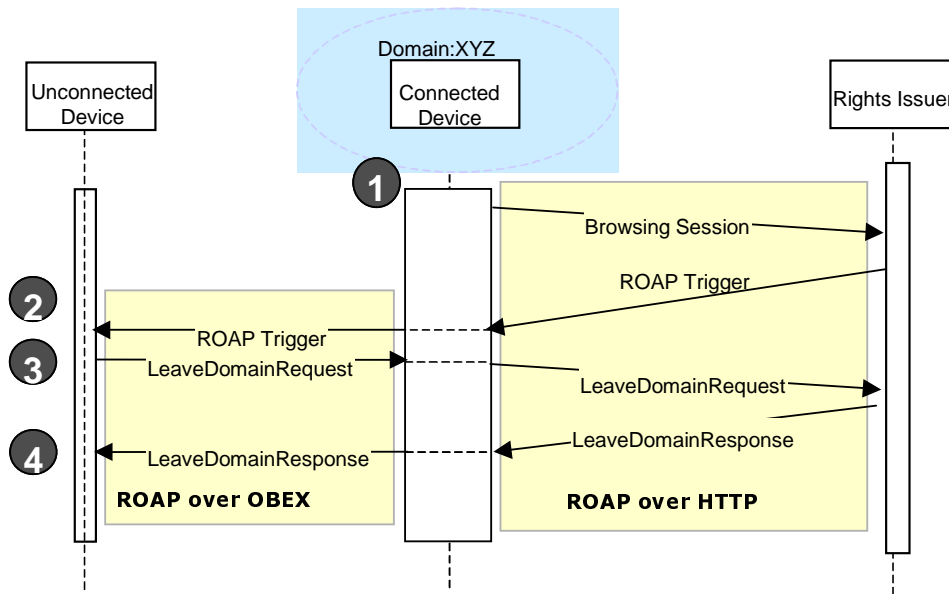 Domain:XYZ
Unconnected
Device
Connected
Device
Rights Issuer
1
Browsing Session
ROAP Trigger
2
ROAP Trigger
3
LeaveDomainRequest
LeaveDomainRequest
LeaveDomainResponse
4
LeaveDomainResponse
ROAP over OBEX
ROAP over HTTP